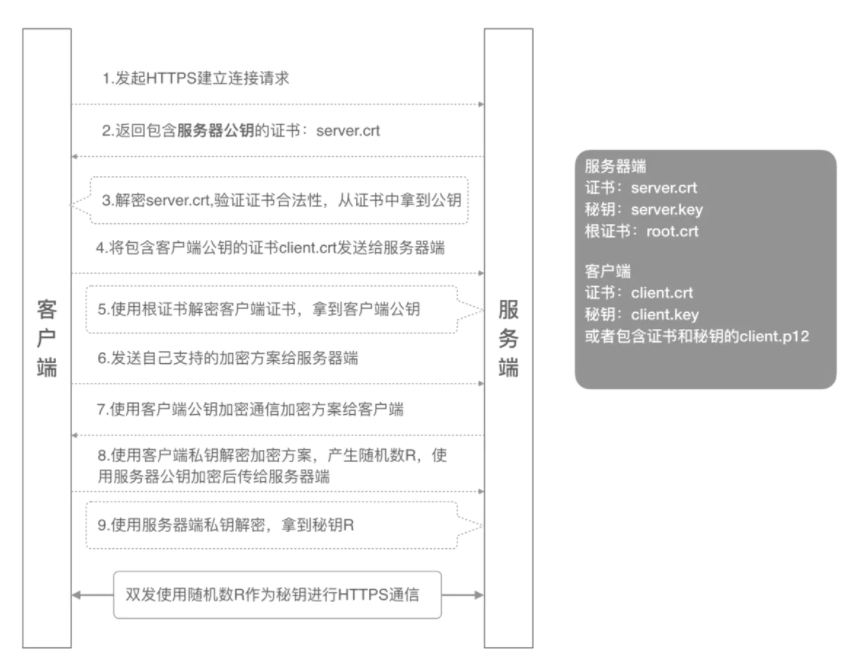 1.发起HTTPS建立连接请求
2.返回包含服务器公钥的证书：server.crt
3.解密server.crt,验证证书合法性，从证书中拿到公钥
4.将包含客户端公钥的证书client.crt发送给服务器端
5.使用根证书解密客户端证书，拿到客户端公钥
6.发送自己支持的加密方案给服务器端
7.使用客户端公钥加密通信加密方案给客户端
8.使用客户端私钥解密加密方案，产生随机数R，使
用服务器公钥加密后传给服务器端
9.使用服务器端私钥解密，拿到秘钥R
双发使用随机数R作为秘钥进行HTTPS通信
客户端
服务端
服务器端
证书：server.crt
秘钥：server.key
根证书：root.crt
客户端
证书：client.crt
秘钥：client.key
或者包含证书和秘钥的client.p12